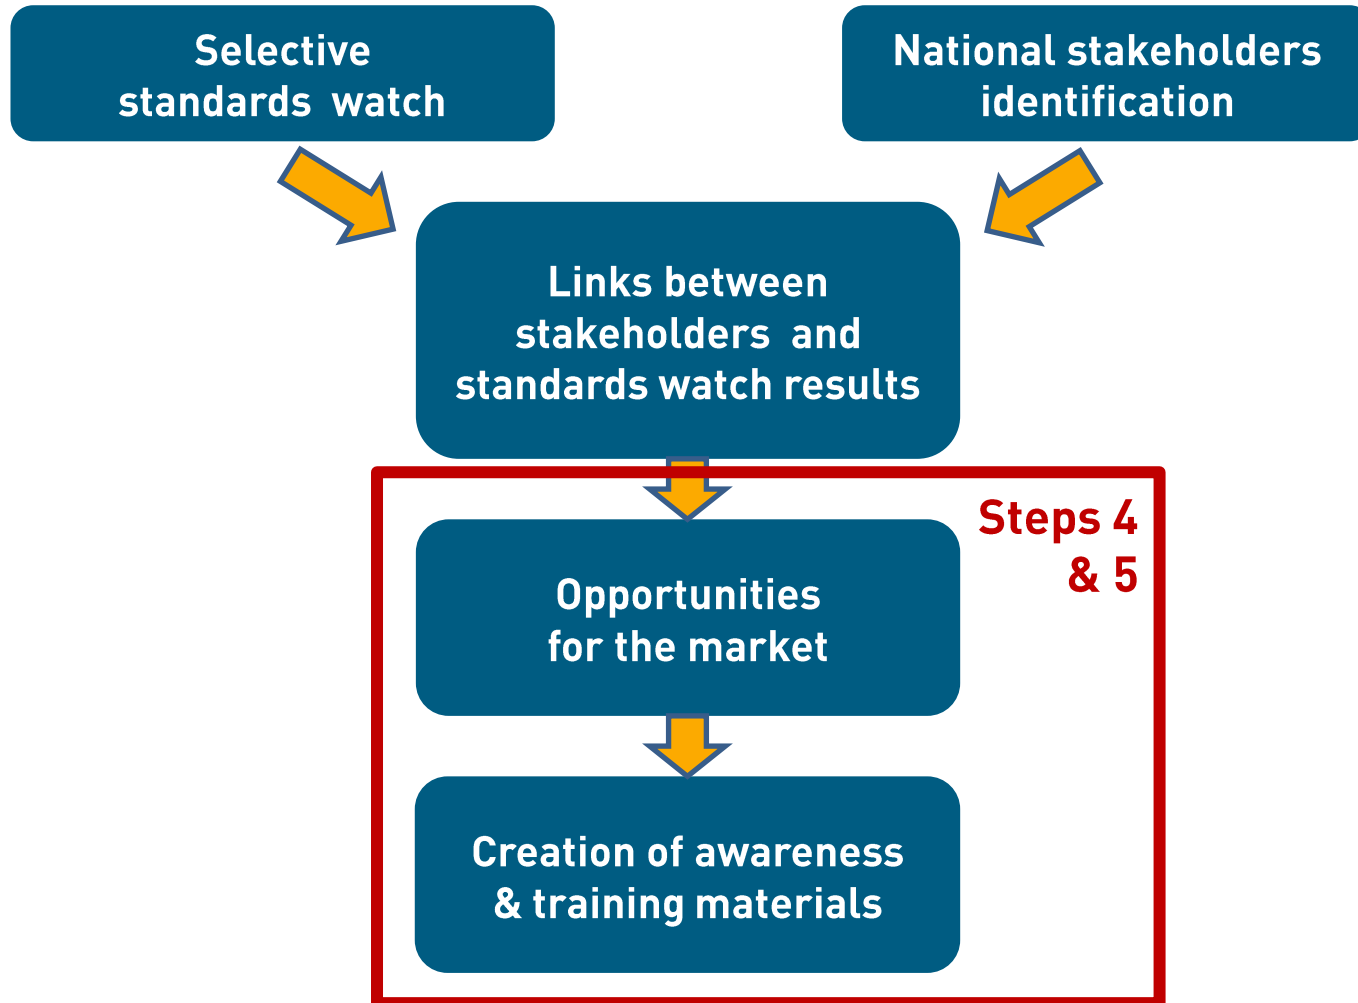 Selective
standards watch
National stakeholders
identification
Links between
stakeholders and
standards watch results
Steps 4
& 5
Opportunities
for the market
Creation of awareness
& training materials